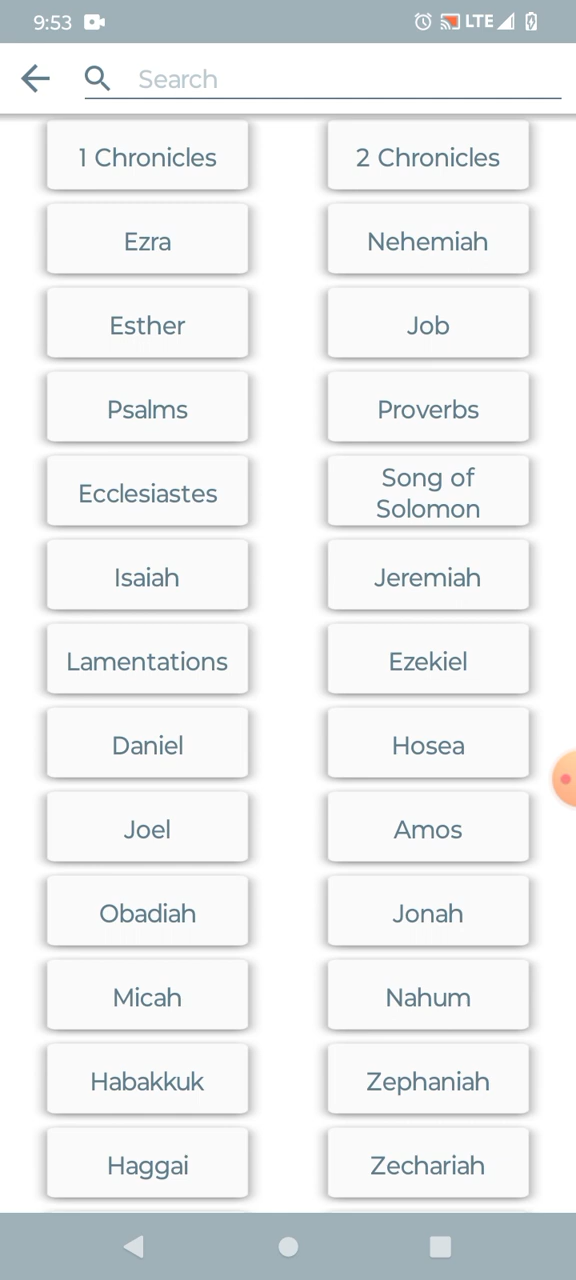 9:53
LTE
Search
1 Chronicles
2 Chronicles
Ezra
Nehemiah
Esther
Job
Psalms
Proverbs
Ecclesiastes
Song of
Solomon
Isaiah
Jeremiah
Lamentations
Ezekiel
Daniel
Hosea
Joel
Amos
Obadiah
Jonah
Micah
Nahum
Habakkuk
Zephaniah
Haggai
Zechariah